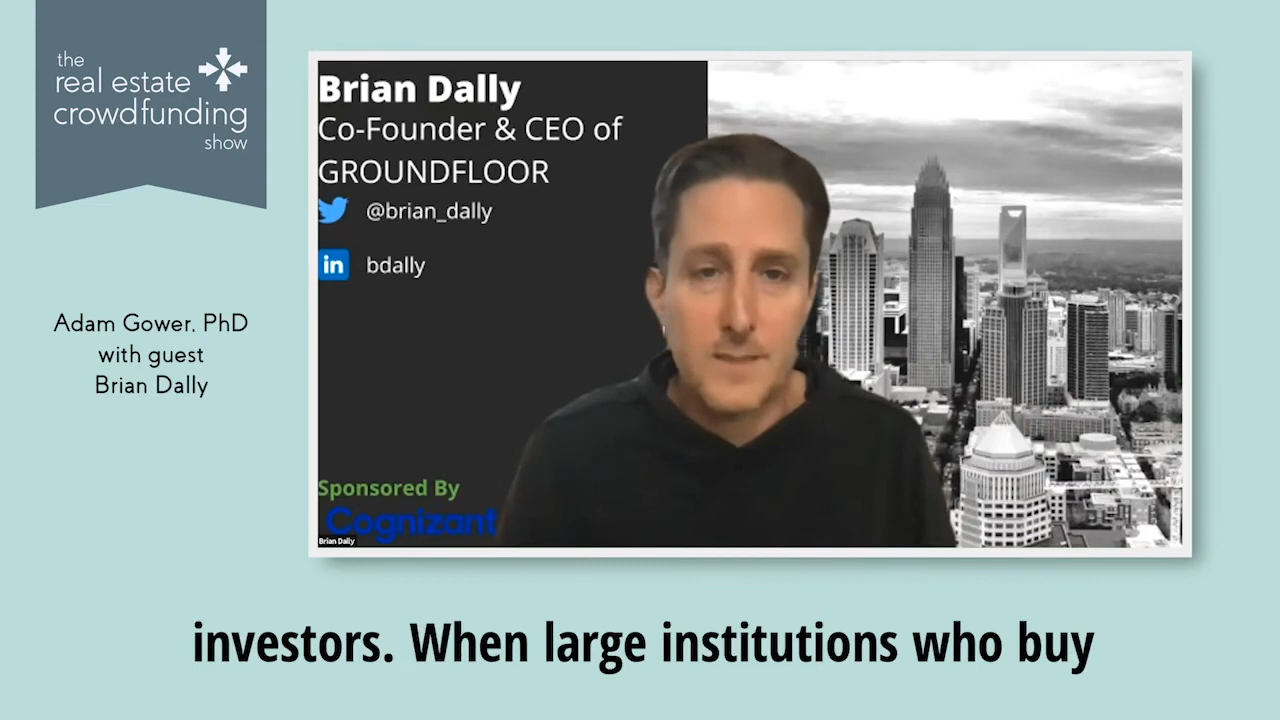 the
real estate
crowdfunding
show
Adam Gower, PhD
with guest
Brian Dally
Brian Dally
Co-Founder & CEO of
GROUNDFLOOR
@brian_dally
in bdally
Sponsored By
Cognizant
Brian Dally
investors. When large institutions who buy